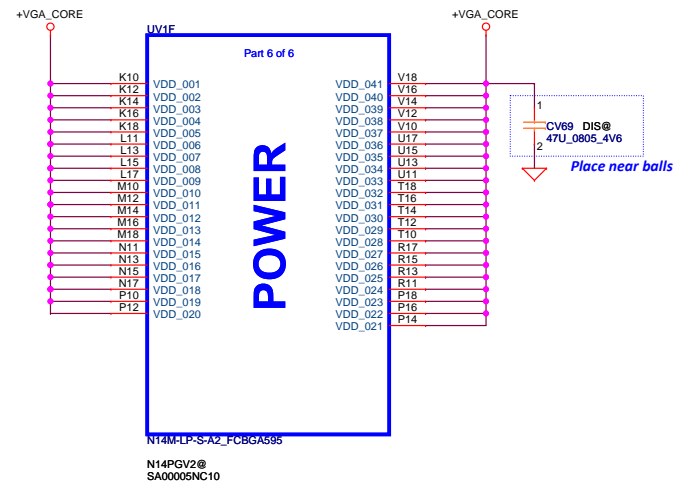 +VGA_CORE
+VGA_CORE
UV1F
Part 6 of 6
K10 VDD_001 VDD_041 V18
K12 VDD_002 VDD_040 V16
K14 VDD_003 VDD_039 V14
K16 VDD_004 VDD_038 V12
K18 VDD_005 VDD_037 V10
L11 VDD_006 VDD_036 U17
L13 VDD_007 VDD_035 U15
L15 VDD_008 VDD_034 U13
L17 VDD_009 VDD_033 U11
M10 VDD_010 VDD_032 T18
M12 VDD_011 VDD_031 T16
M14 VDD_012 VDD_030 T14
M16 VDD_013 VDD_029 T12
M18 VDD_014 VDD_028 T10
N11 VDD_015 VDD_027 R17
N13 VDD_016 VDD_026 R15
N15 VDD_017 VDD_025 R13
N17 VDD_018 VDD_024 R11
P10 VDD_019 VDD_023 P18
P12 VDD_020 VDD_022 P16
VDD_021 P14
POWER
1
CV69 DIS@
47U_0805_4V6
2
Place near balls
N14M-LP-S-A2_FCBGA595
N14PGV2@
SA00005NC10